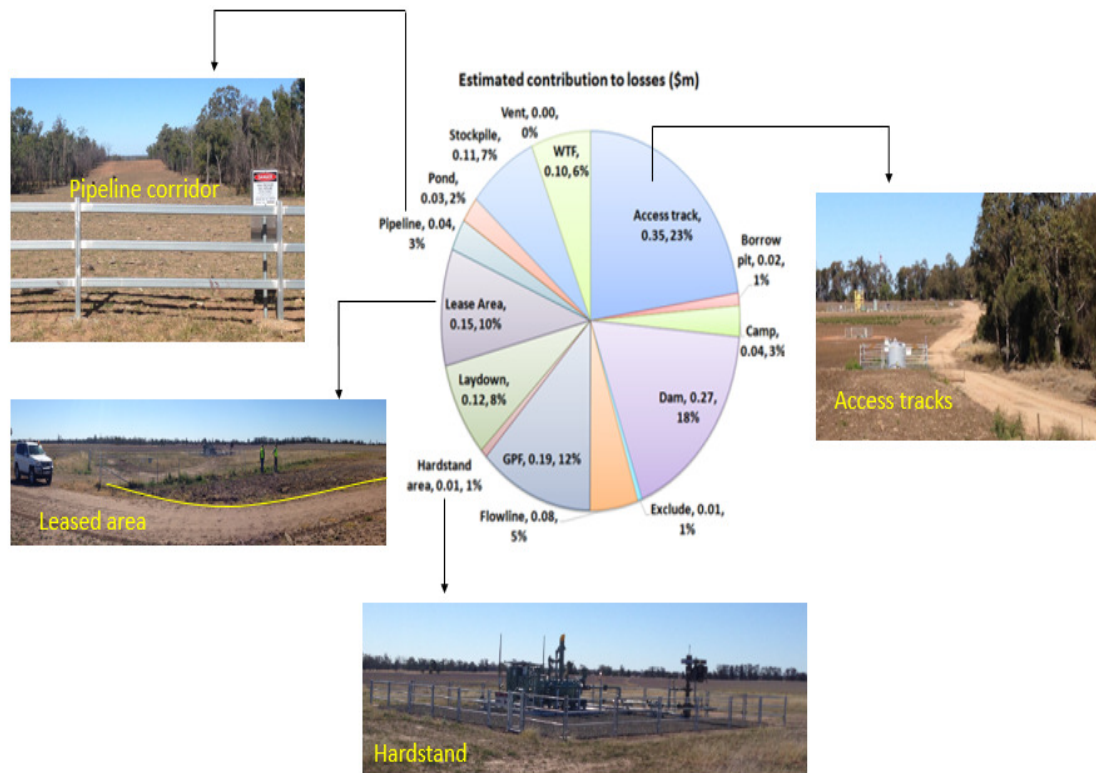 Estimated contribution to losses ($m)
Vent, 0.00,
0%
WTF,
0.10, 6%
Stockpile,
0.11, 7%
Pond,
0.03, 2%
Pipeline, 0.04,
3%
Access track,
0.35, 23%
Borrow
pit, 0.02,
1%
Camp,
0.04, 3%
Lease Area,
0.15, 10%
Laydown,
0.12, 8%
Dam, 0.27,
18%
GPF, 0.19, 12%
Hardstand
area, 0.01, 1%
Flowline, 0.08,
5%
Exclude, 0.01,
1%
Pipeline corridor
DANGER
Access tracks
Leased area
Hardstand